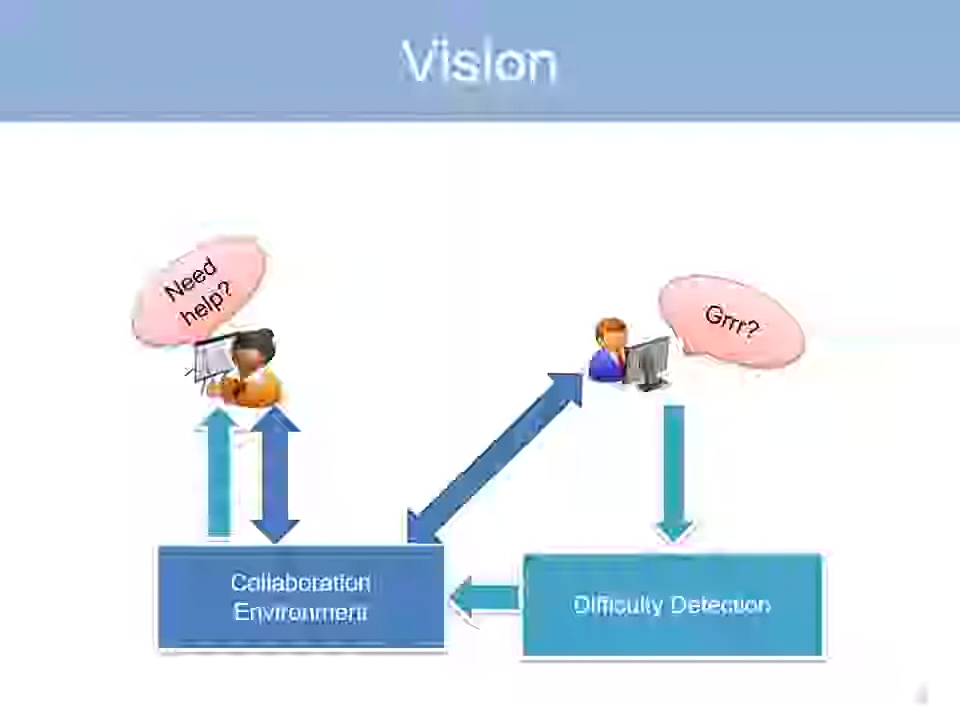 Vision
Need
help?
Grrr?
Collaboration
Environment
Difficulty Detection